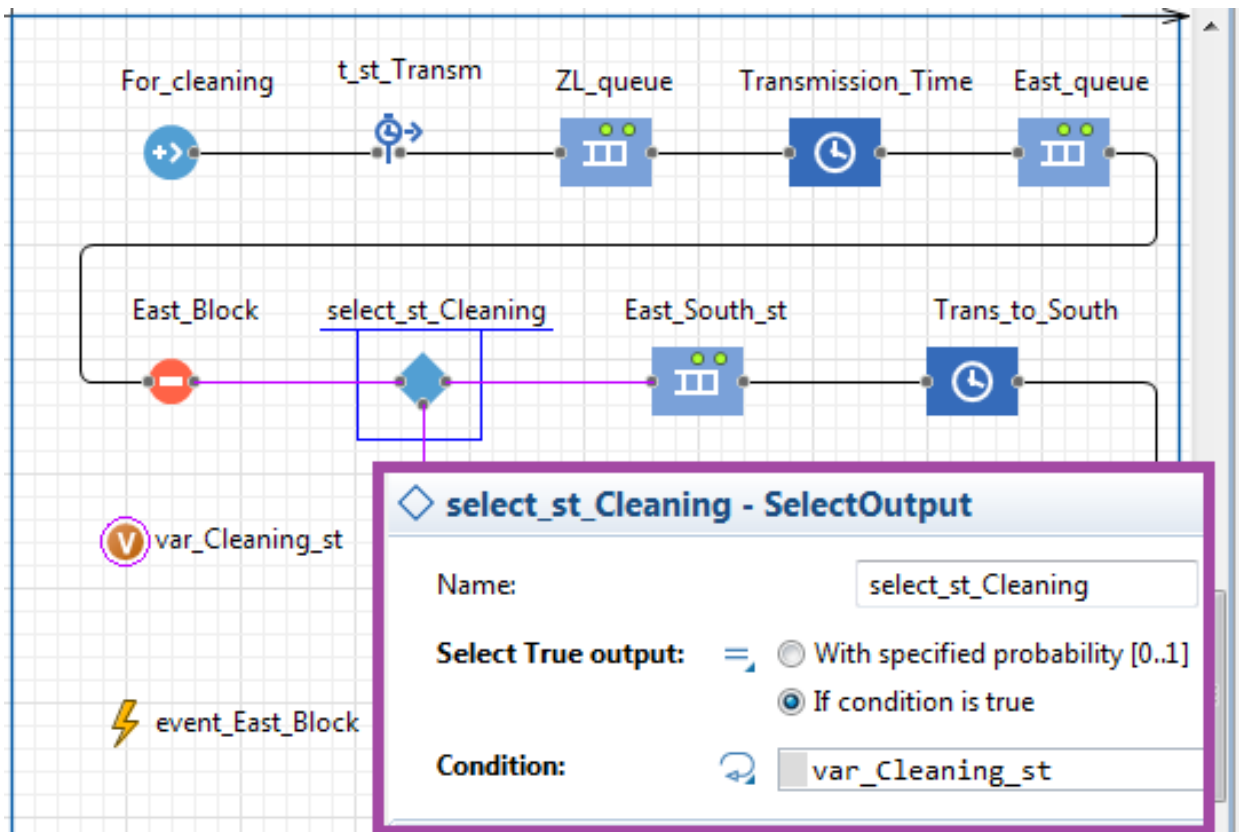 For_cleaning
t_st_Transm
ZL_queue
Transmission_Time
East_queue
East_Block
select_st_Cleaning
East_South_st
Trans_to_South
V var_Cleaning_st
event_East_Block
select_st_Cleaning - SelectOutput
Name: select_st_Cleaning
Select True output: = With specified probability [0..1]
If condition is true
Condition: var_Cleaning_st